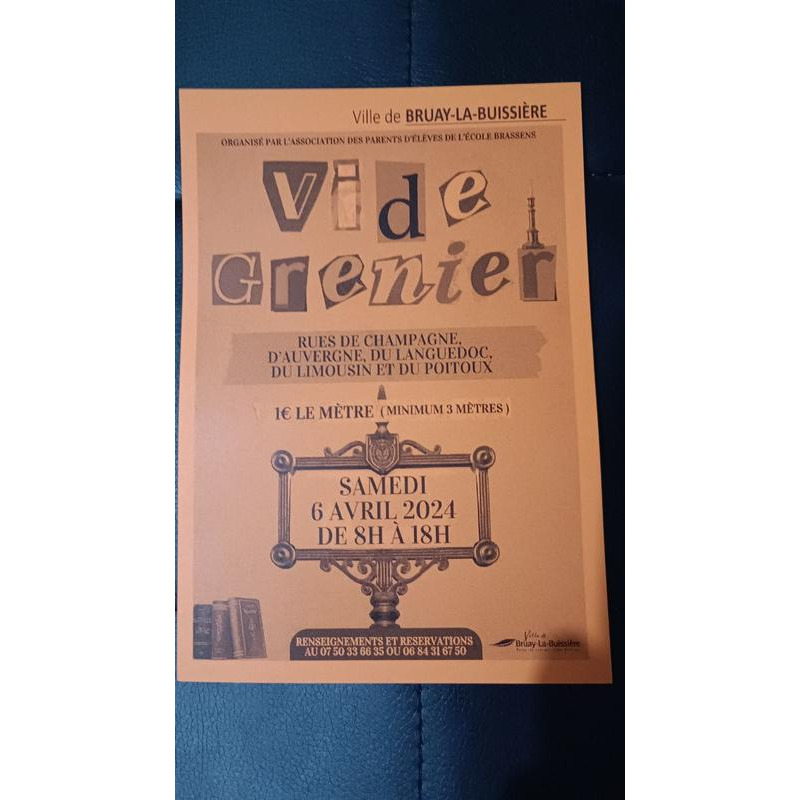 Ville de BRUAY-LA-BUISSIÈRE
ORGANISÉ PAR L'ASSOCIATION DES PARENTS D'ÉLÈVES DE L'ÉCOLE BRASSENS
Vide
Grenier
RUES DE CHAMPAGNE,
D'AUVERGNE, DU LANGUEDOC,
DU LIMOUSIN ET DU POITOUX
1€ LE MÈTRE (MINIMUM 3 MÈTRES)
SAMEDI
6 AVRIL 2024
DE 8H À 18H
RENSEIGNEMENTS ET RESERVATIONS
AU 07 50 33 66 35 OU 06 84 31 67 50
Ville de
Bruay-La-Buissière